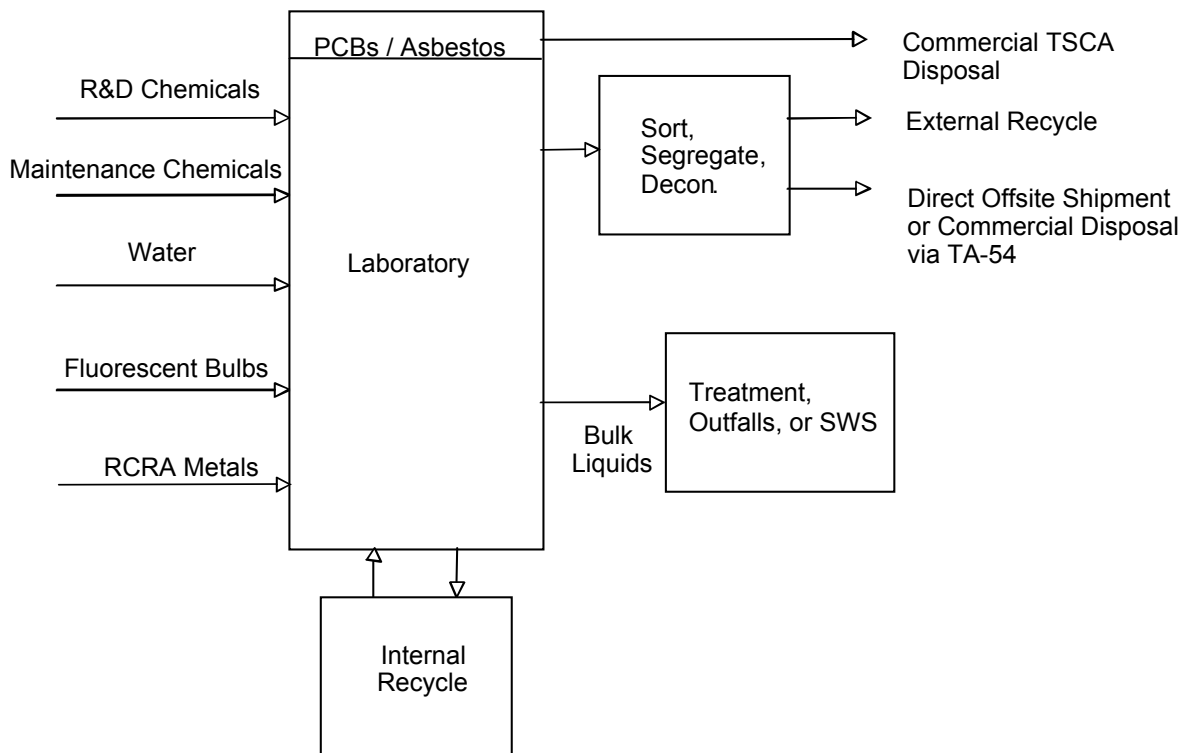 PCBs / Asbestos
Commercial TSCA
Disposal
R&D Chemicals
External Recycle
Sort,
Segregate,
Decon.
Maintenance Chemicals
Direct Offsite Shipment
or Commercial Disposal
via TA-54
Water
Laboratory
Fluorescent Bulbs
Treatment,
Outfalls, or SWS
Bulk
Liquids
RCRA Metals
Internal
Recycle